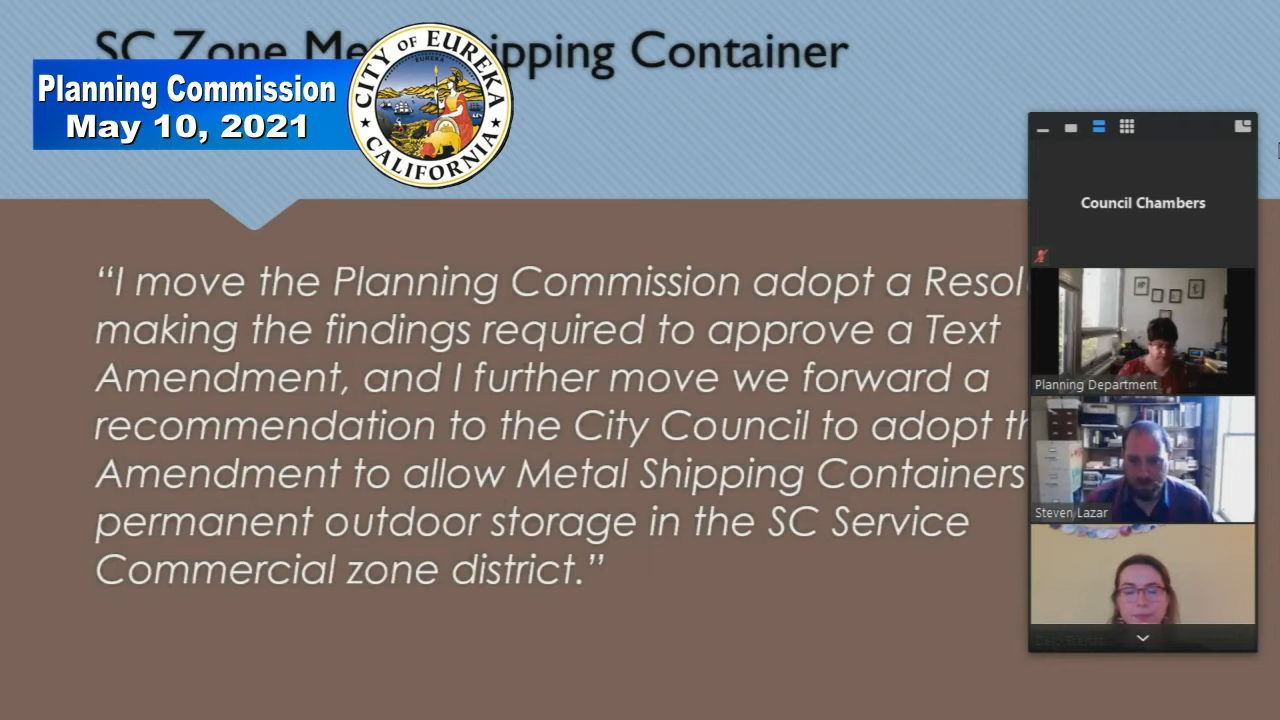 SC Zone Me ipping Container
Planning Commission
May 10, 2021
CITY OF EUREKA
EUREKA
CALIFORNIA
Council Chambers
“I move the Planning Commission adopt a Resol
making the findings required to approve a Text
Amendment, and I further move we forward a
recommendation to the City Council to adopt th
Amendment to allow Metal Shipping Containers
permanent outdoor storage in the SC Service
Commercial zone district.”
Planning Department
Steven Lazar